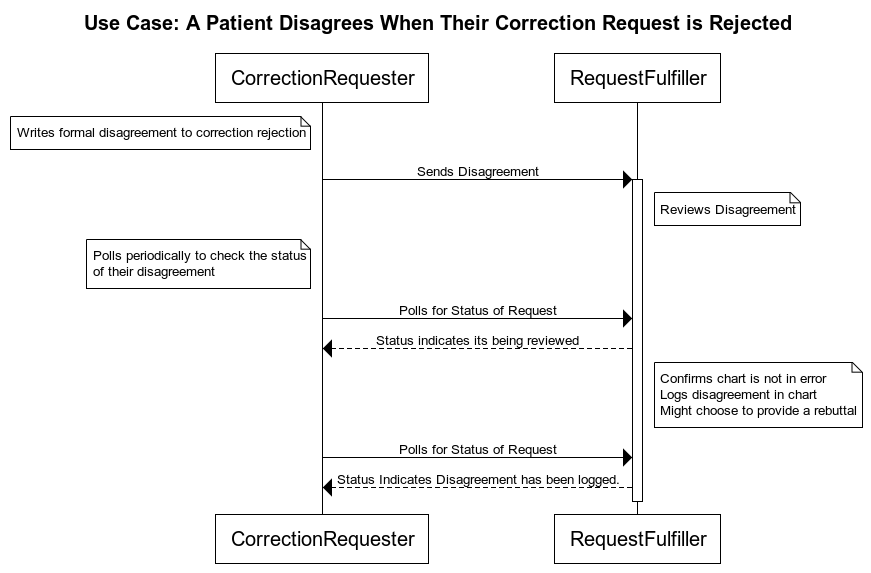 Use Case: A Patient Disagrees When Their Correction Request is Rejected
CorrectionRequester
RequestFulfiller
Writes formal disagreement to correction rejection
Sends Disagreement
Reviews Disagreement
Polls periodically to check the status
of their disagreement
Polls for Status of Request
Status indicates its being reviewed
Confirms chart is not in error
Logs disagreement in chart
Might choose to provide a rebuttal
Polls for Status of Request
Status Indicates Disagreement has been logged.
CorrectionRequester
RequestFulfiller